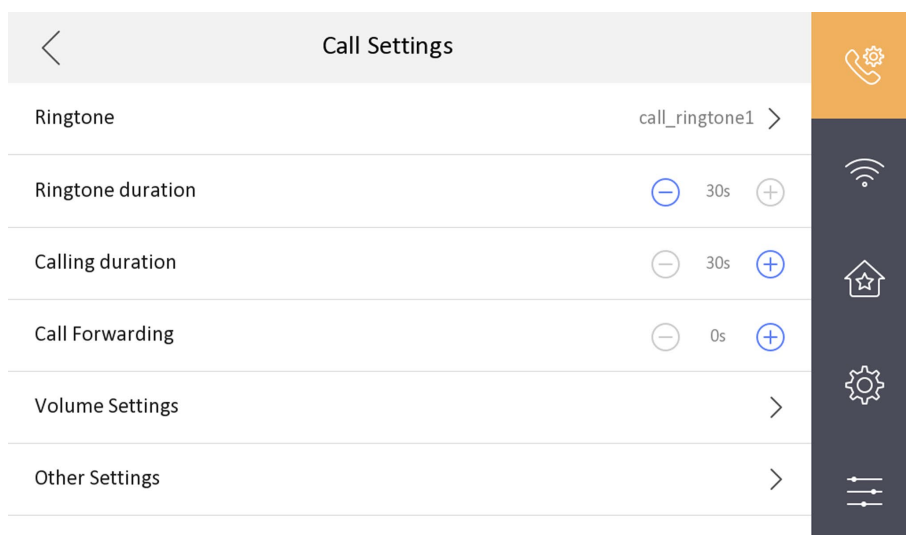 Call Settings
Ringtone call_ringtone1
Ringtone duration 30s
Calling duration 30s
Call Forwarding 0s
Volume Settings
Other Settings